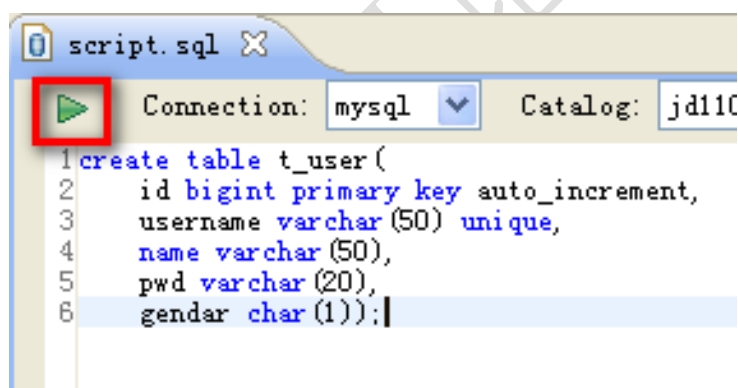 script.sql
Connection: mysql Catalog: jd110
1 create table t_user(
2 id bigint primary key auto_increment,
3 username varchar(50) unique,
4 name varchar(50),
5 pwd varchar(20),
6 gendar char(1));